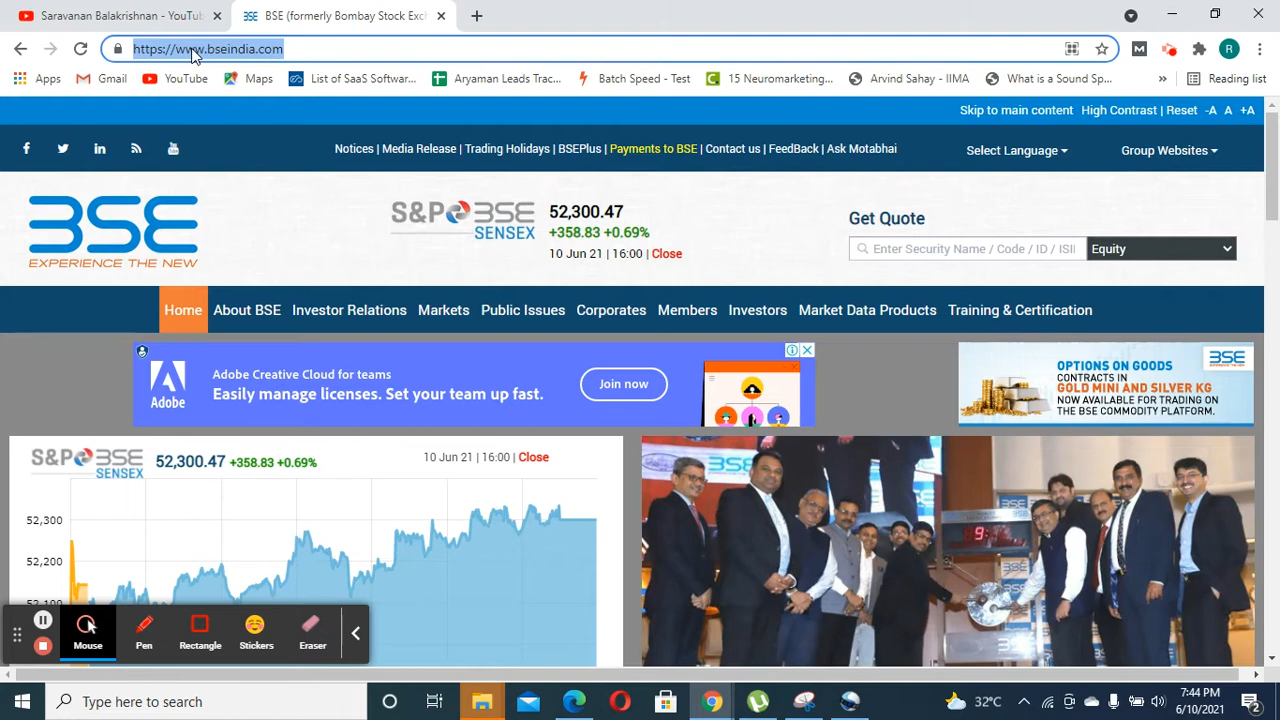 Saravanan Balakrishnan - YouTub
BSE (formerly Bombay Stock Exch
https://www.bseindia.com
M
R
Apps
Gmail
YouTube
Maps
List of SaaS Softwar...
Aryaman Leads Trac...
Batch Speed - Test
15 Neuromarketing...
Arvind Sahay - IIMA
What is a Sound Sp...
»
Reading list
Skip to main content High Contrast | Reset -A A +A
Notices | Media Release | Trading Holidays | BSEPlus | Payments to BSE | Contact us | FeedBack | Ask Motabhai
Select Language
Group Websites
BSE
EXPERIENCE THE NEW
S&P BSE
SENSEX
52,300.47
+358.83 +0.69%
10 Jun 21 | 16:00 | Close
Get Quote
Enter Security Name / Code / ID / ISI
Equity
Home
About BSE
Investor Relations
Markets
Public Issues
Corporates
Members
Investors
Market Data Products
Training & Certification
Adobe
Adobe Creative Cloud for teams
Easily manage licenses. Set your team up fast.
Join now
OPTIONS ON GOODS
CONTRACTS IN
GOLD MINI AND SILVER KG
NOW AVAILABLE FOR TRADING
ON THE BSE COMMODITY PLATFORM.
BSE
S&P BSE
SENSEX
52,300.47 +358.83 +0.69%
10 Jun 21 | 16:00 | Close
52,300
52,200
52,100
BSE
9:
BSE
Mouse
Pen
Rectangle
Stickers
Eraser
Type here to search
32°C
7:44 PM
6/10/2021
2